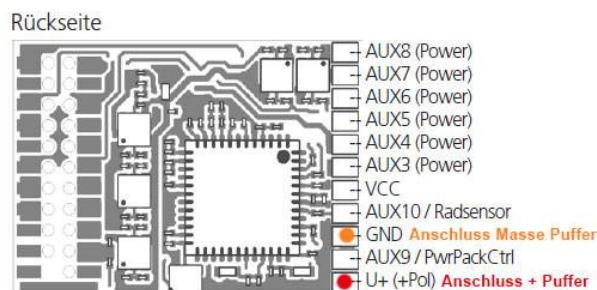 Rückseite
AUX8 (Power)
AUX7 (Power)
AUX6 (Power)
AUX5 (Power)
AUX4 (Power)
AUX3 (Power)
VCC
AUX10 / Radsensor
GND Anschluss Masse Puffer
AUX9 / PwrPackCtrl
U+ (+Pol) Anschluss + Puffer